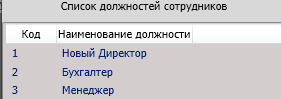 Список должностей сотрудников
Код Наименование должности
1 Новый Директор
2 Бухгалтер
3 Менеджер